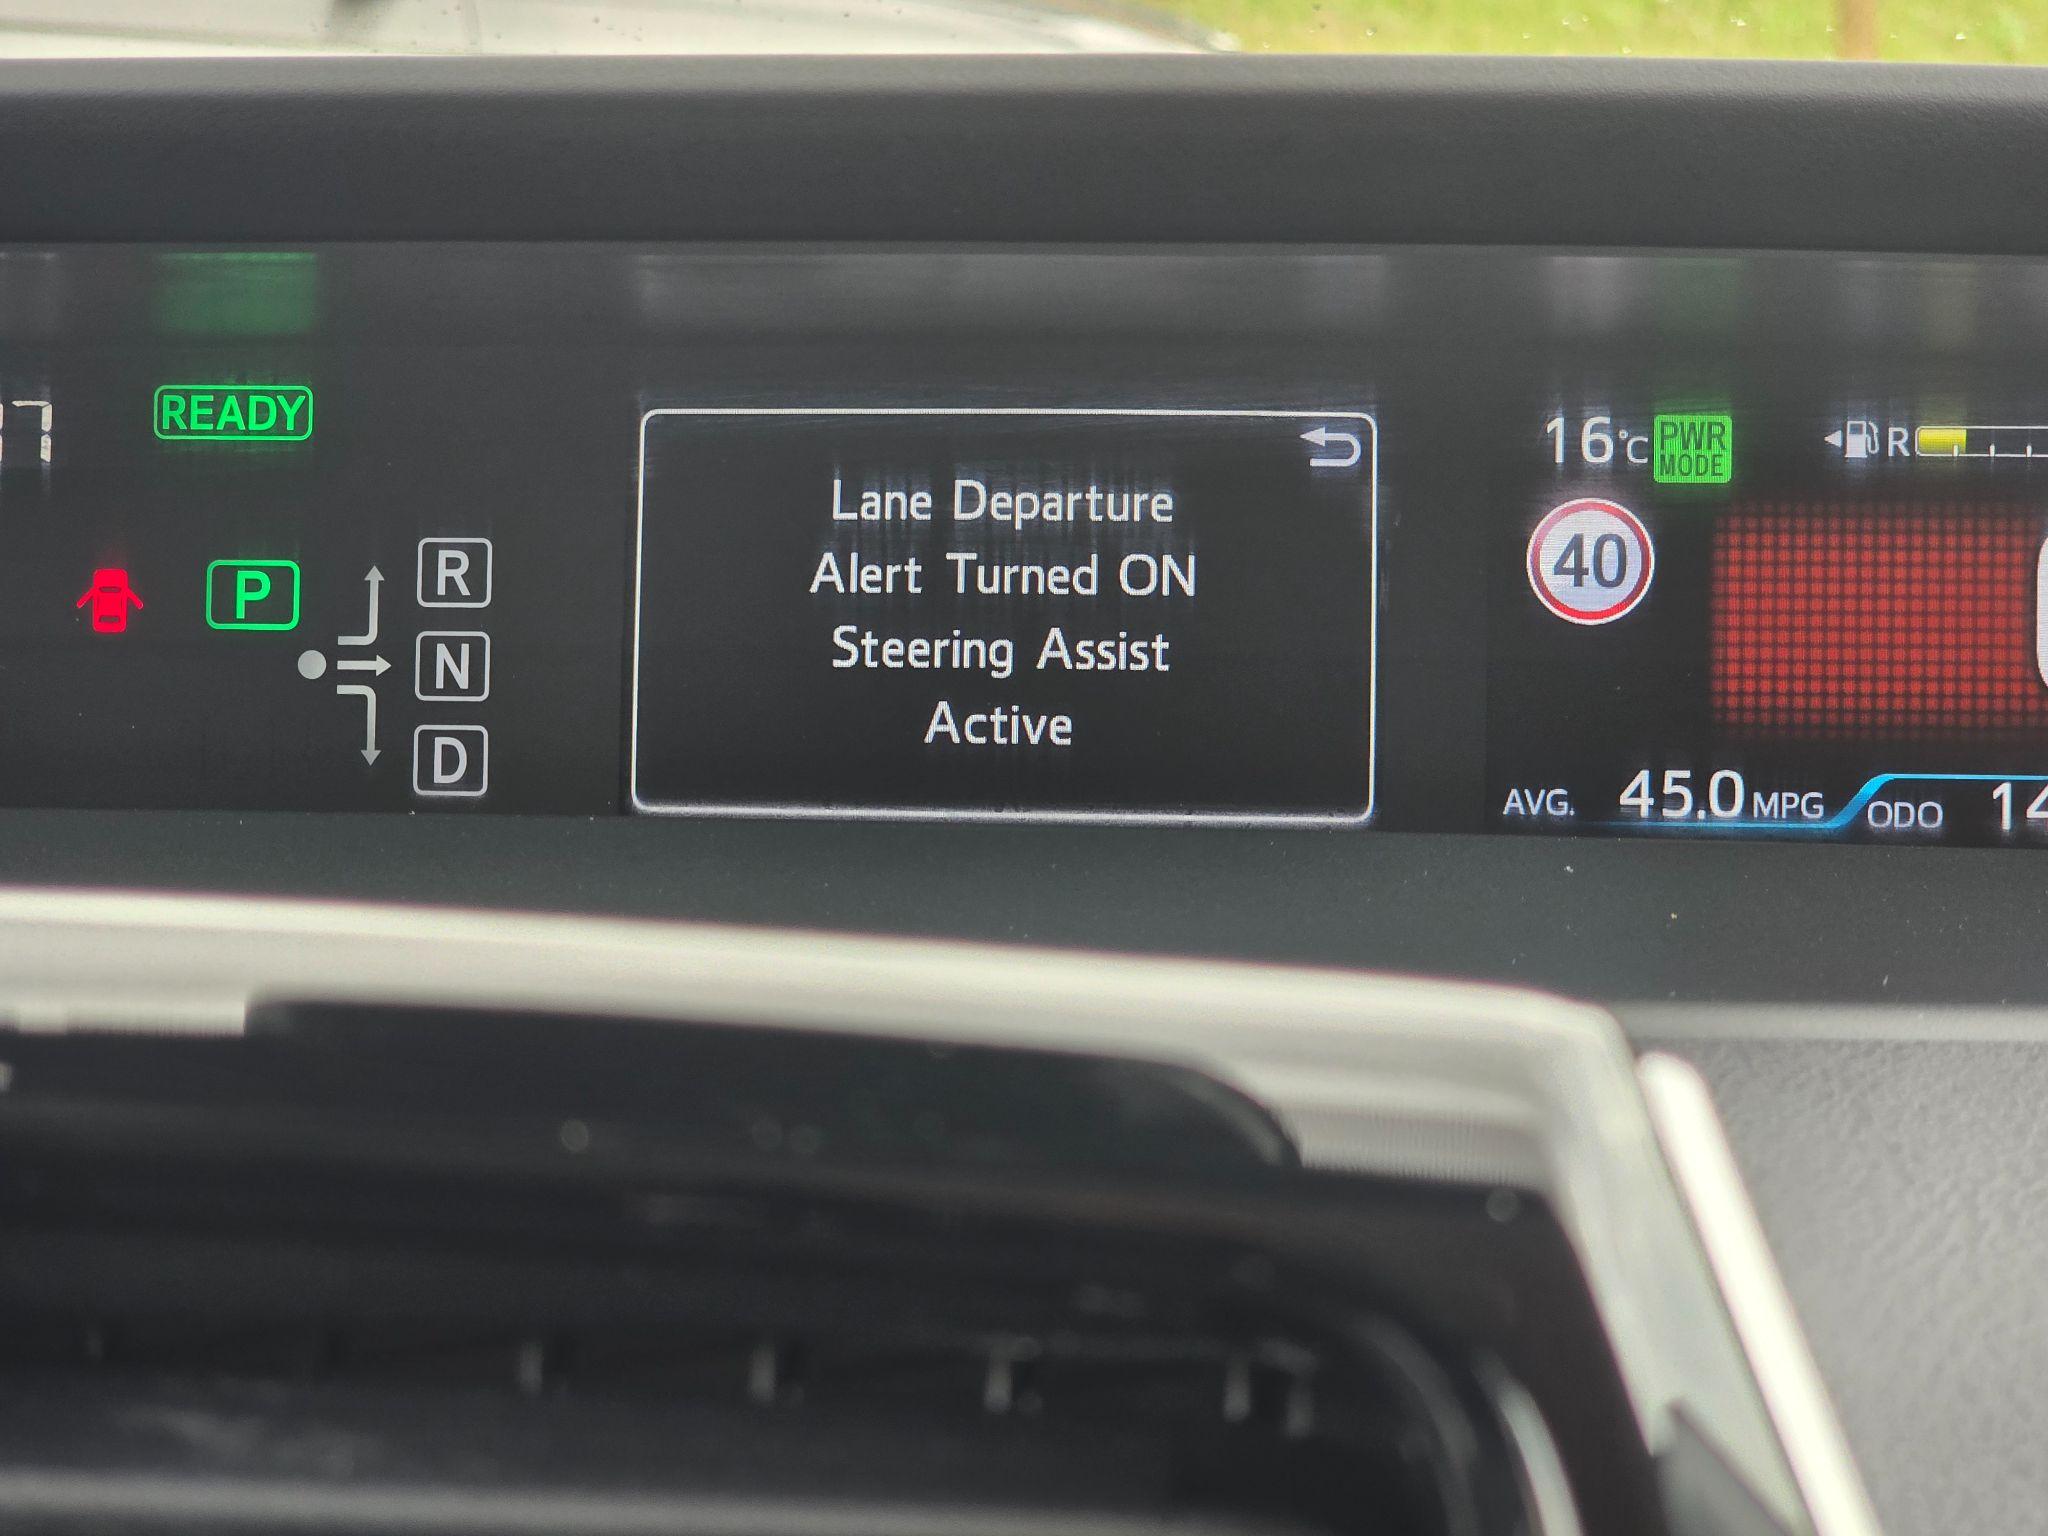 READY
16°C
PWR
MODE
R
40
P
R
N
D
Lane Departure
Alert Turned ON
Steering Assist
Active
AVG. 45.0 MPG
ODO